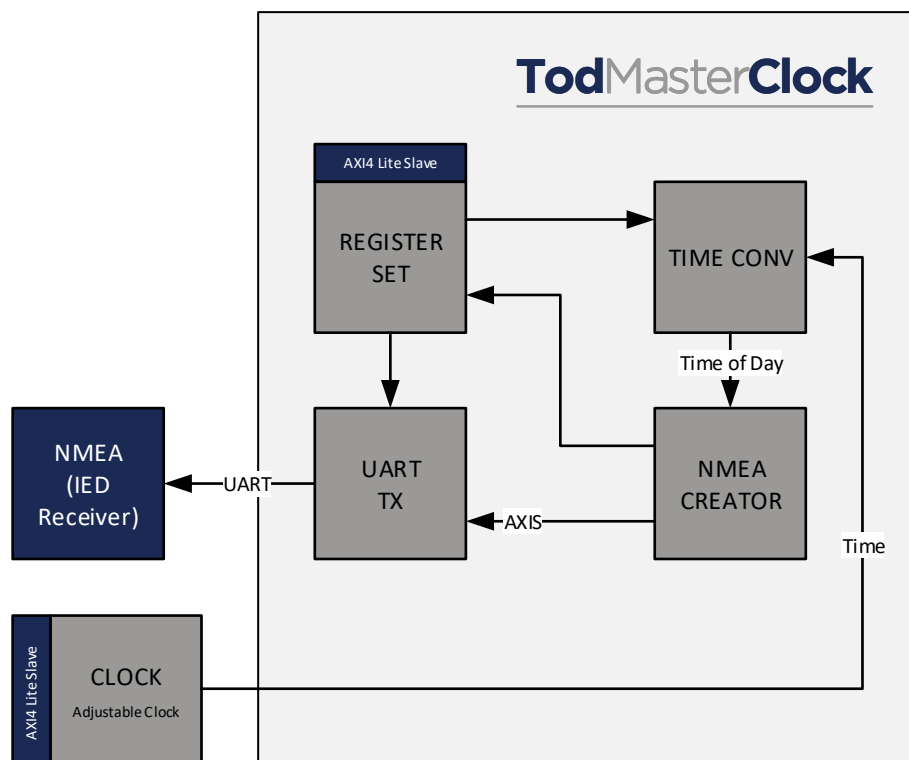 TodMasterClock
AXI4 Lite Slave
REGISTER
SET
TIME CONV
Time of Day
NMEA
(IED
Receiver)
UART
UART
TX
AXIS
NMEA
CREATOR
Time
AXI4 Lite Slave
CLOCK
Adjustable Clock